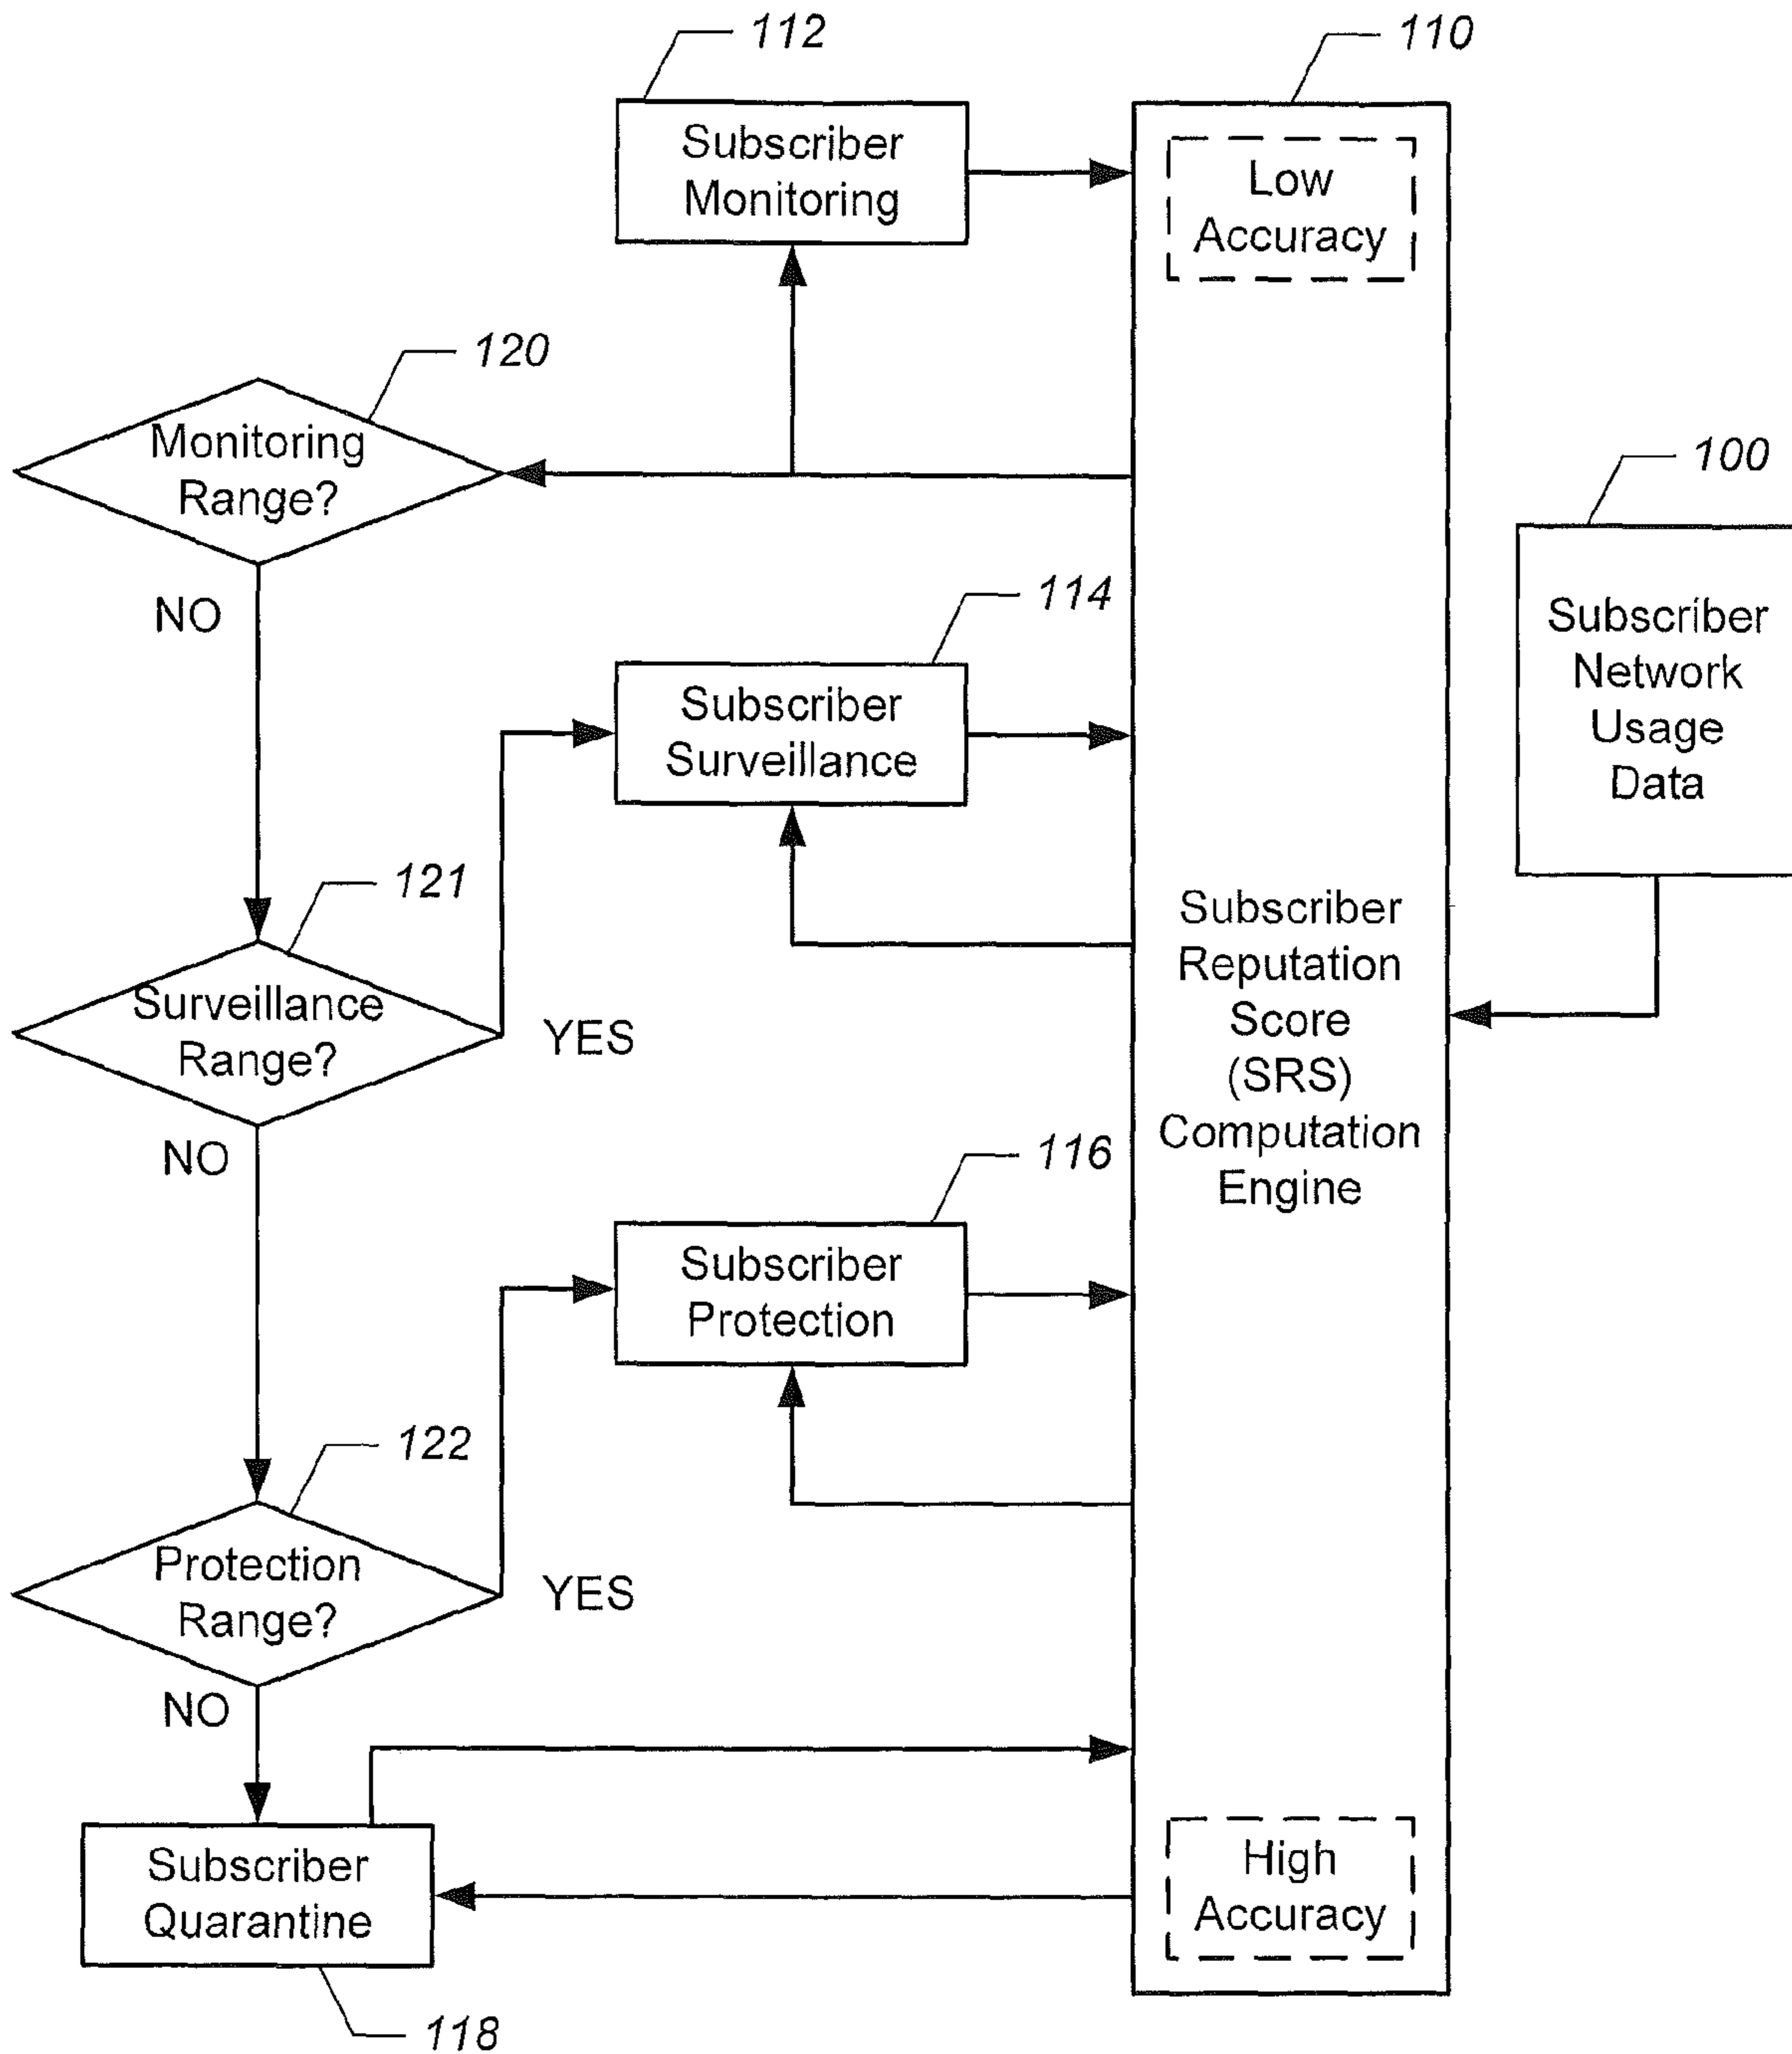 112
110
Subscriber
Monitoring
Low
Accuracy
120
Monitoring
Range?
100
NO
114
Subscriber
Surveillance
Subscriber
Network
Usage
Data
121
Surveillance
Range?
YES
Subscriber
Reputation
Score
(SRS)
Computation
Engine
NO
116
Subscriber
Protection
122
Protection
Range?
YES
NO
Subscriber
Quarantine
High
Accuracy
118